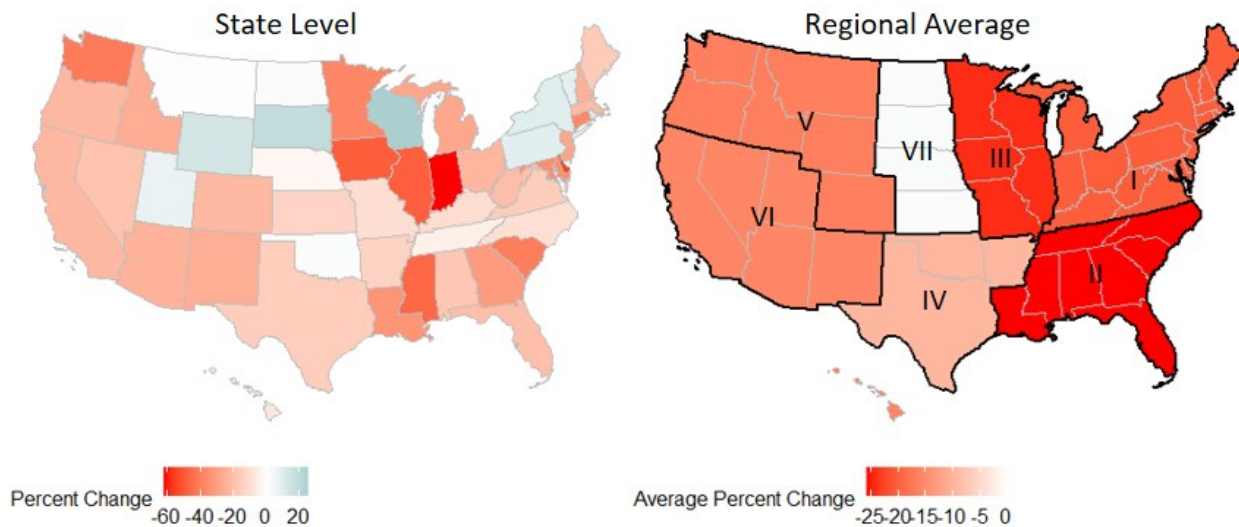 State Level
Regional Average
V
VII
III
I
VI
II
IV
Percent Change
-60 -40 -20 0 20
Average Percent Change
-25-20-15-10 -5 0